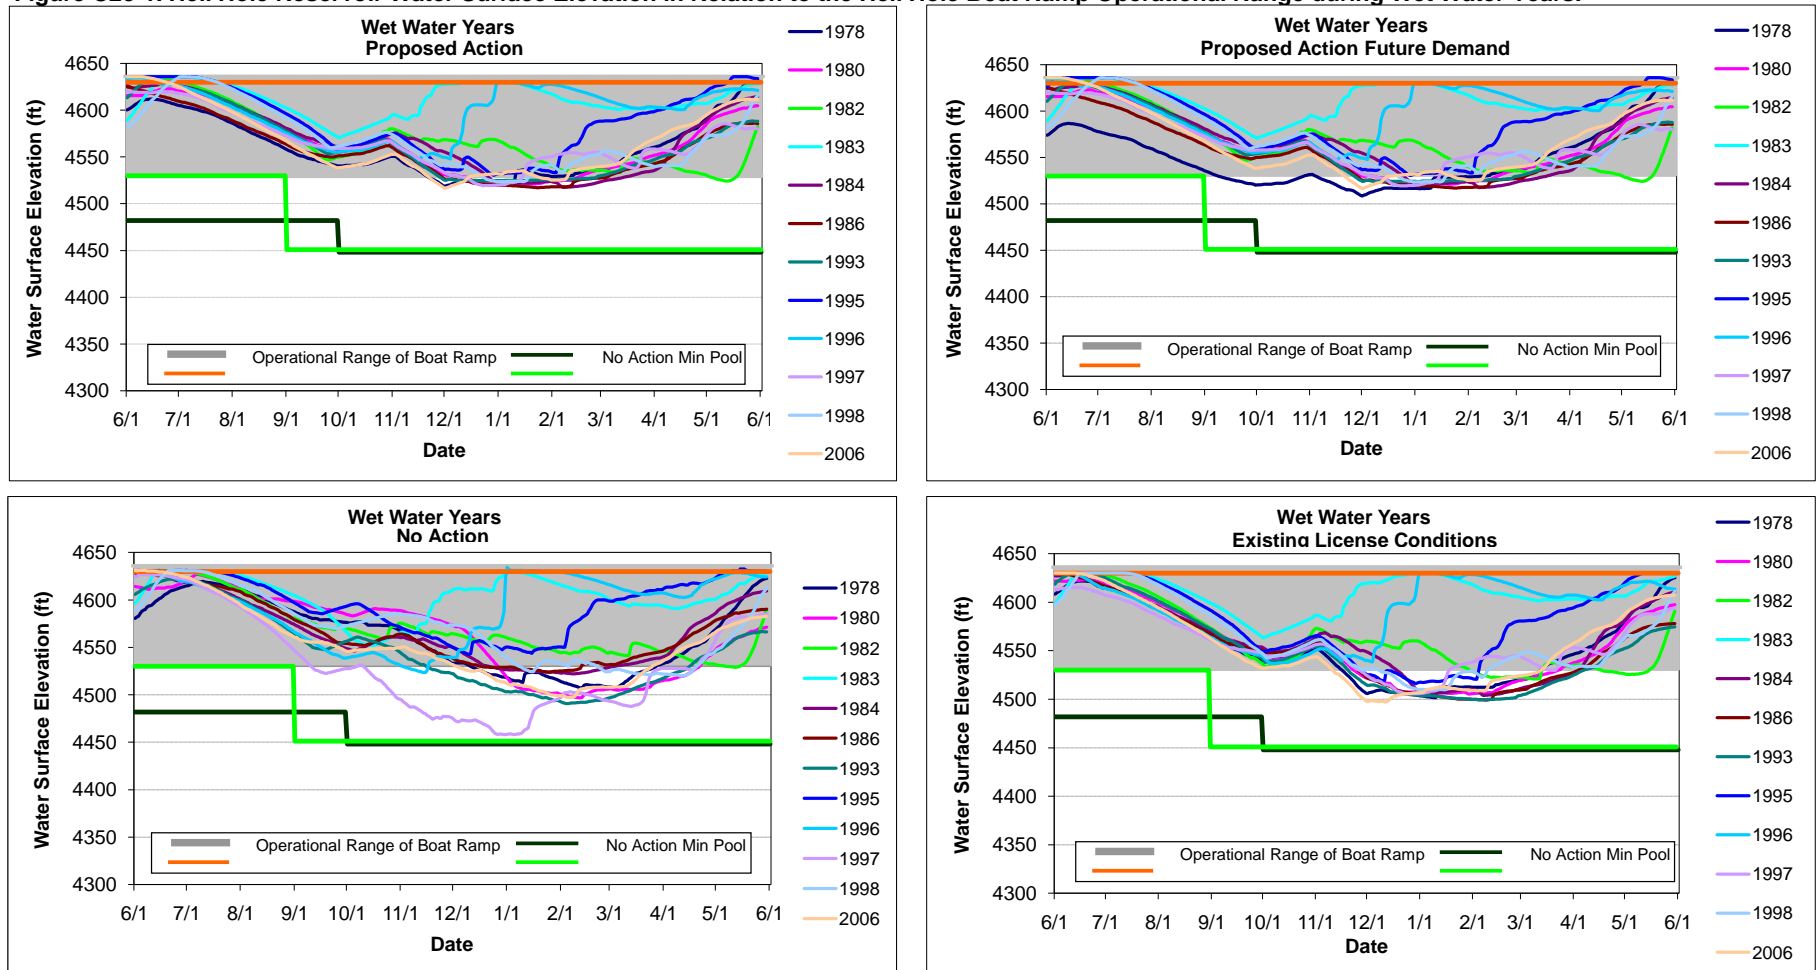 Wet Water Years
Proposed Action
Water Surface Elevation (ft)
4650
4600
4550
4500
4450
4400
4350
4300
Operational Range of Boat Ramp
No Action Min Pool
6/1 7/1 8/1 9/1 10/1 11/1 12/1 1/1 2/1 3/1 4/1 5/1 6/1
Date
1978
1980
1982
1983
1984
1986
1993
1995
1996
1997
1998
2006
Wet Water Years
Proposed Action Future Demand
Water Surface Elevation (ft)
4650
4600
4550
4500
4450
4400
4350
4300
Operational Range of Boat Ramp
No Action Min Pool
6/1 7/1 8/1 9/1 10/1 11/1 12/1 1/1 2/1 3/1 4/1 5/1 6/1
Date
1978
1980
1982
1983
1984
1986
1993
1995
1996
1997
1998
2006
Wet Water Years
No Action
Water Surface Elevation (ft)
4650
4600
4550
4500
4450
4400
4350
4300
Operational Range of Boat Ramp
No Action Min Pool
6/1 7/1 8/1 9/1 10/1 11/1 12/1 1/1 2/1 3/1 4/1 5/1 6/1
Date
1978
1980
1982
1983
1984
1986
1993
1995
1996
1997
1998
2006
Wet Water Years
Existing License Conditions
Water Surface Elevation (ft)
4650
4600
4550
4500
4450
4400
4350
4300
Operational Range of Boat Ramp
No Action Min Pool
6/1 7/1 8/1 9/1 10/1 11/1 12/1 1/1 2/1 3/1 4/1 5/1 6/1
Date
1978
1980
1982
1983
1984
1986
1993
1995
1996
1997
1998
2006